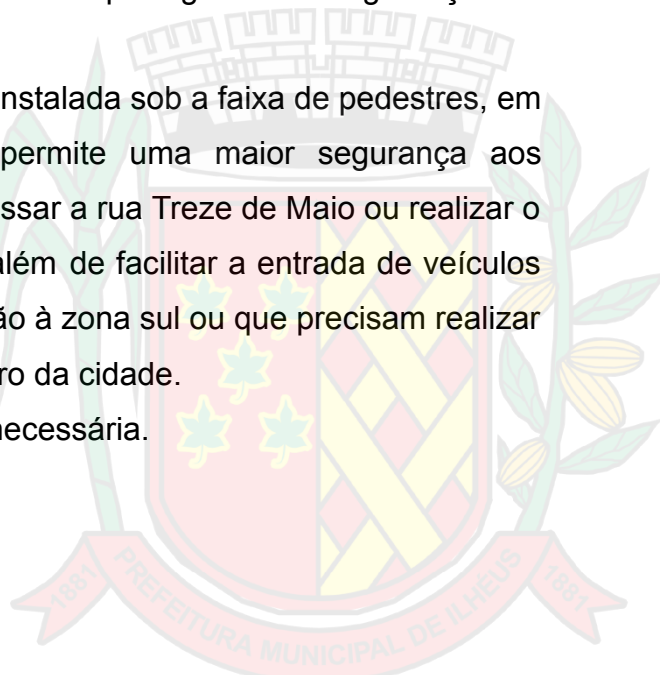 nstalada sob a faixa de pedestres, em
permite uma maior segurança aos
ssar a rua Treze de Maio ou realizar o
além de facilitar a entrada de veículos
ão à zona sul ou que precisam realizar
ro da cidade.
necessária.
1881 PREFEITURA MUNICIPAL DE ILHÉUS 1881